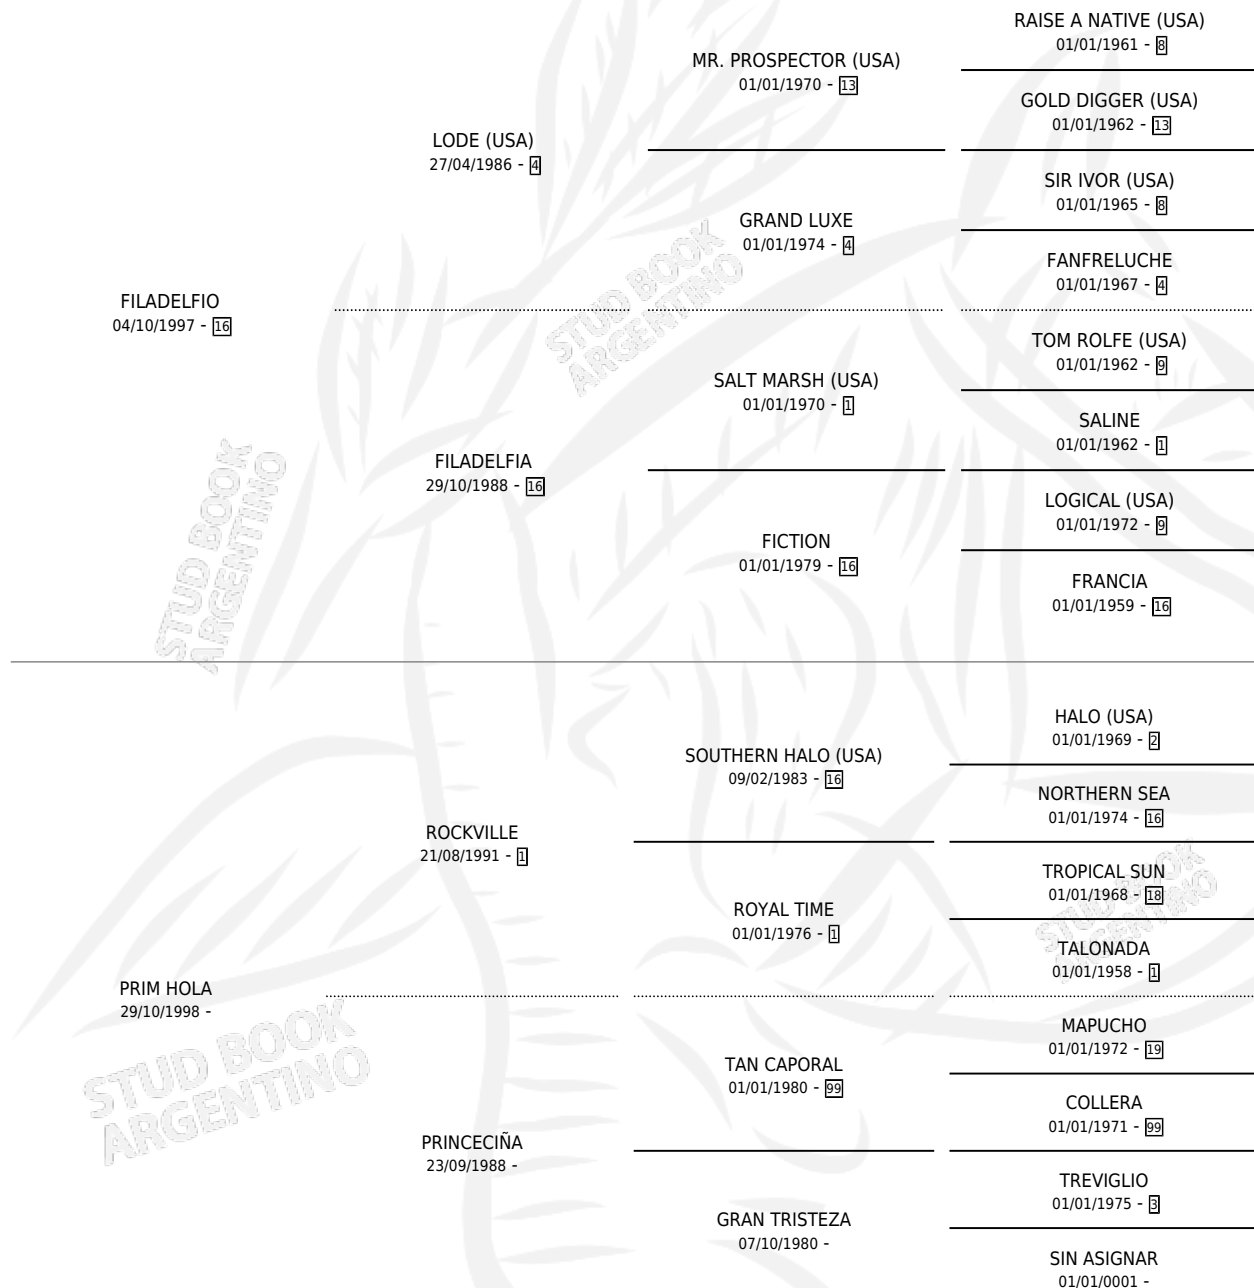 RAISE A NATIVE (USA)
01/01/1961 - 8
MR. PROSPECTOR (USA)
01/01/1970 - 13
GOLD DIGGER (USA)
01/01/1962 - 13
LODE (USA)
27/04/1986 - 4
SIR IVOR (USA)
01/01/1965 - 8
GRAND LUXE
01/01/1974 - 4
FANFRELUCHE
01/01/1967 - 4
FILADELFIO
04/10/1997 - 16
TOM ROLFE (USA)
01/01/1962 - 9
SALT MARSH (USA)
01/01/1970 - 1
SALINE
01/01/1962 - 1
FILADELFIA
29/10/1988 - 16
LOGICAL (USA)
01/01/1972 - 9
FICTION
01/01/1979 - 16
FRANCIA
01/01/1959 - 16
HALO (USA)
01/01/1969 - 2
SOUTHERN HALO (USA)
09/02/1983 - 16
NORTHERN SEA
01/01/1974 - 16
ROCKVILLE
21/08/1991 - 1
TROPICAL SUN
01/01/1968 - 18
ROYAL TIME
01/01/1976 - 1
TALONADA
01/01/1958 - 1
PRIM HOLA
29/10/1998 -
MAPUCHO
01/01/1972 - 19
TAN CAPORAL
01/01/1980 - 99
COLLERA
01/01/1971 - 99
PRINCECIÑA
23/09/1988 -
TREVIGLIO
01/01/1975 - 3
GRAN TRISTEZA
07/10/1980 -
SIN ASIGNAR
01/01/0001 -
STUD BOOK
ARGENTINO
STUD BOOK
ARGENTINO
STUD BOOK
ARGENTINO
STUD BOOK
ARGENTINO